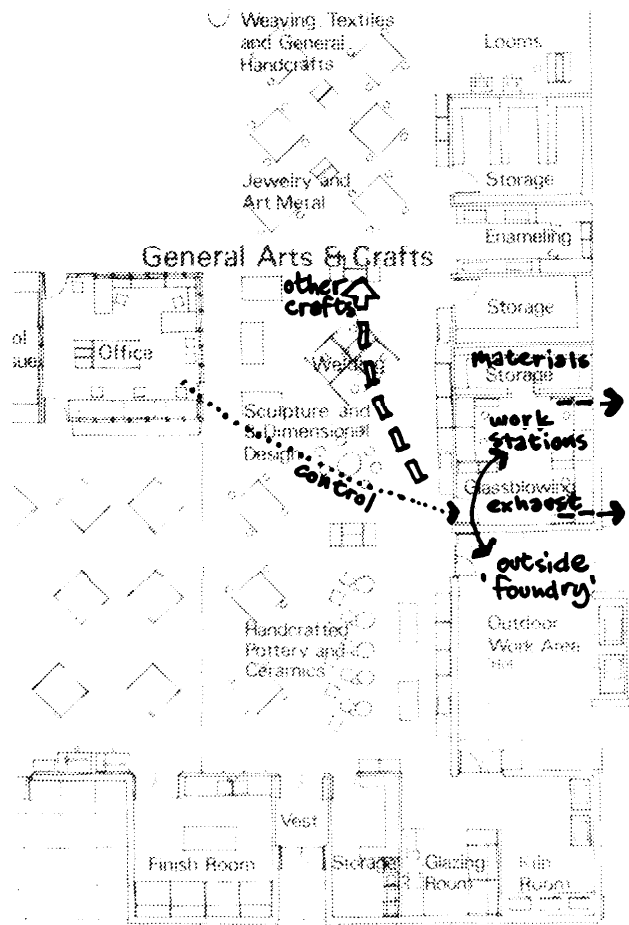 Weaving, Textiles
and General
Handcrafts
Looms
Jewelry and
Art Metal
Storage
Enameling
General Arts & Crafts
other
crafts
Storage
Office
Welding
materials
Storage
Sculpture and
3-Dimensional
Design
work
stations
control
Glassblowing
exhaust
outside
'foundry'
Handcrafted
Pottery and
Ceramics
Outdoor
Work Area
Vest
Finish Room
Storage
Glazing
Room
Kiln
Room